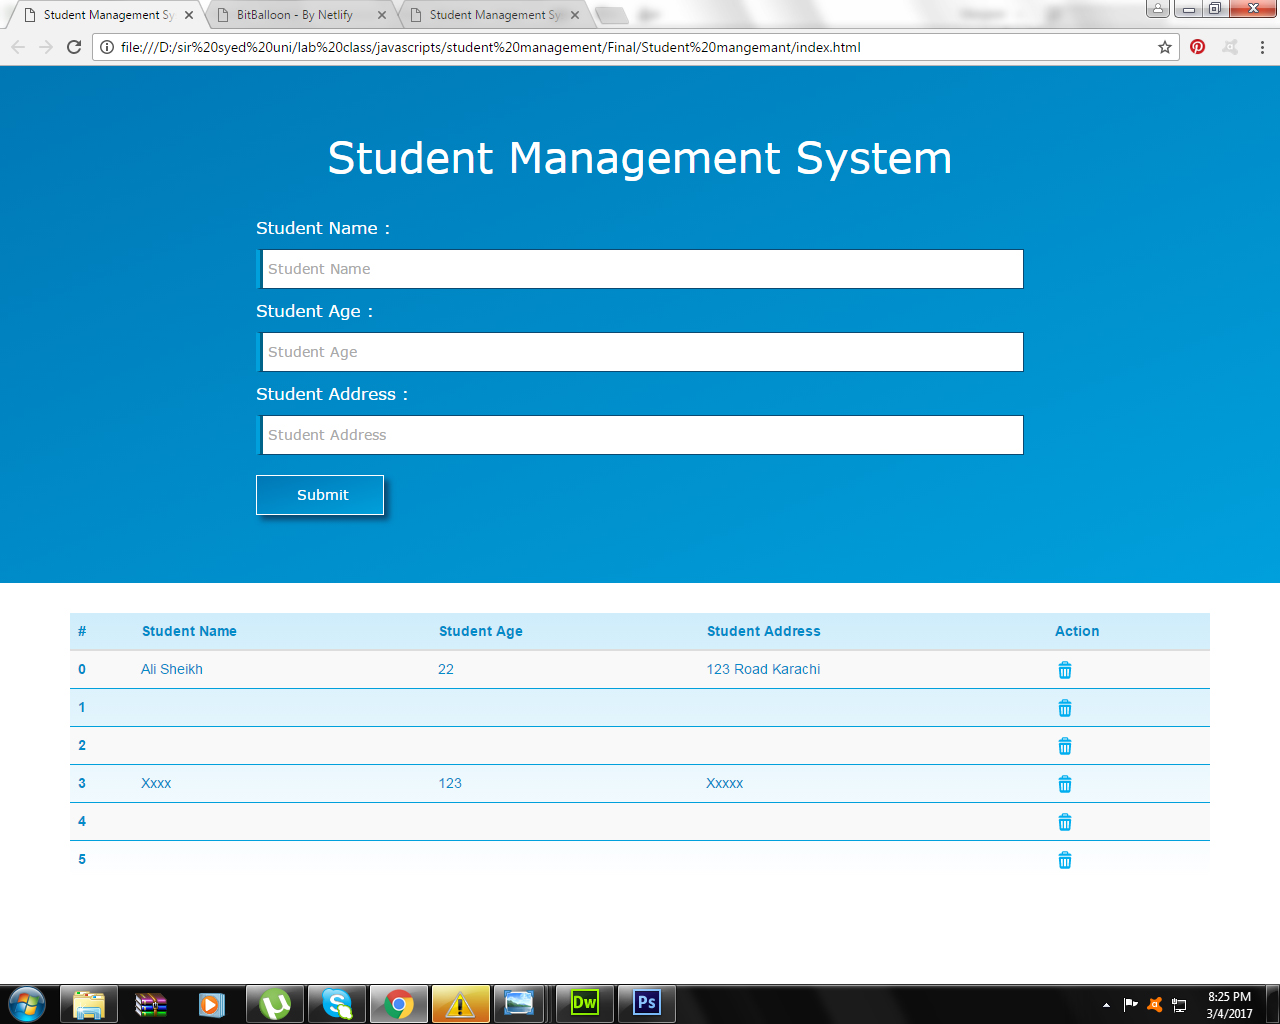 Student Management Sy
BitBalloon - By Netlify
Student Management Sy
file:///D:/sir%20syed%20uni/lab%20class/javascripts/student%20management/Final/Student%20mangemant/index.html
Student Management System
Student Name :
Student Name
Student Age :
Student Age
Student Address :
Student Address
Submit
# Student Name Student Age Student Address Action
0 Ali Sheikh 22 123 Road Karachi
1
2
3 Xxxx 123 Xxxxx
4
5
Dw Ps
8:25 PM
3/4/2017